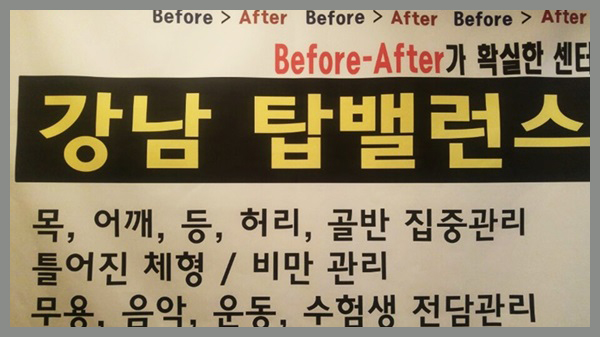 Before > After Before > After Before > After
Before-After가 확실한 센터
강남 탑밸런스
목, 어깨, 등, 허리, 골반 집중관리
틀어진 체형 / 비만 관리
무용, 음악, 운동, 수험생 전담관리